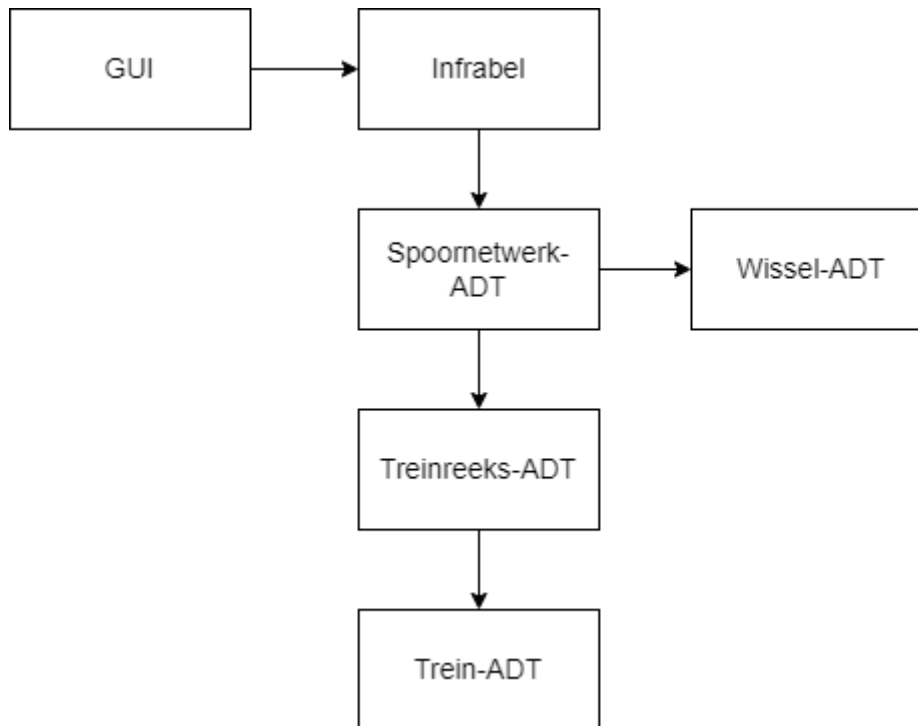 GUI
Infrabel
Spoornetwerk-
ADT
Wissel-ADT
Treinreeks-ADT
Trein-ADT